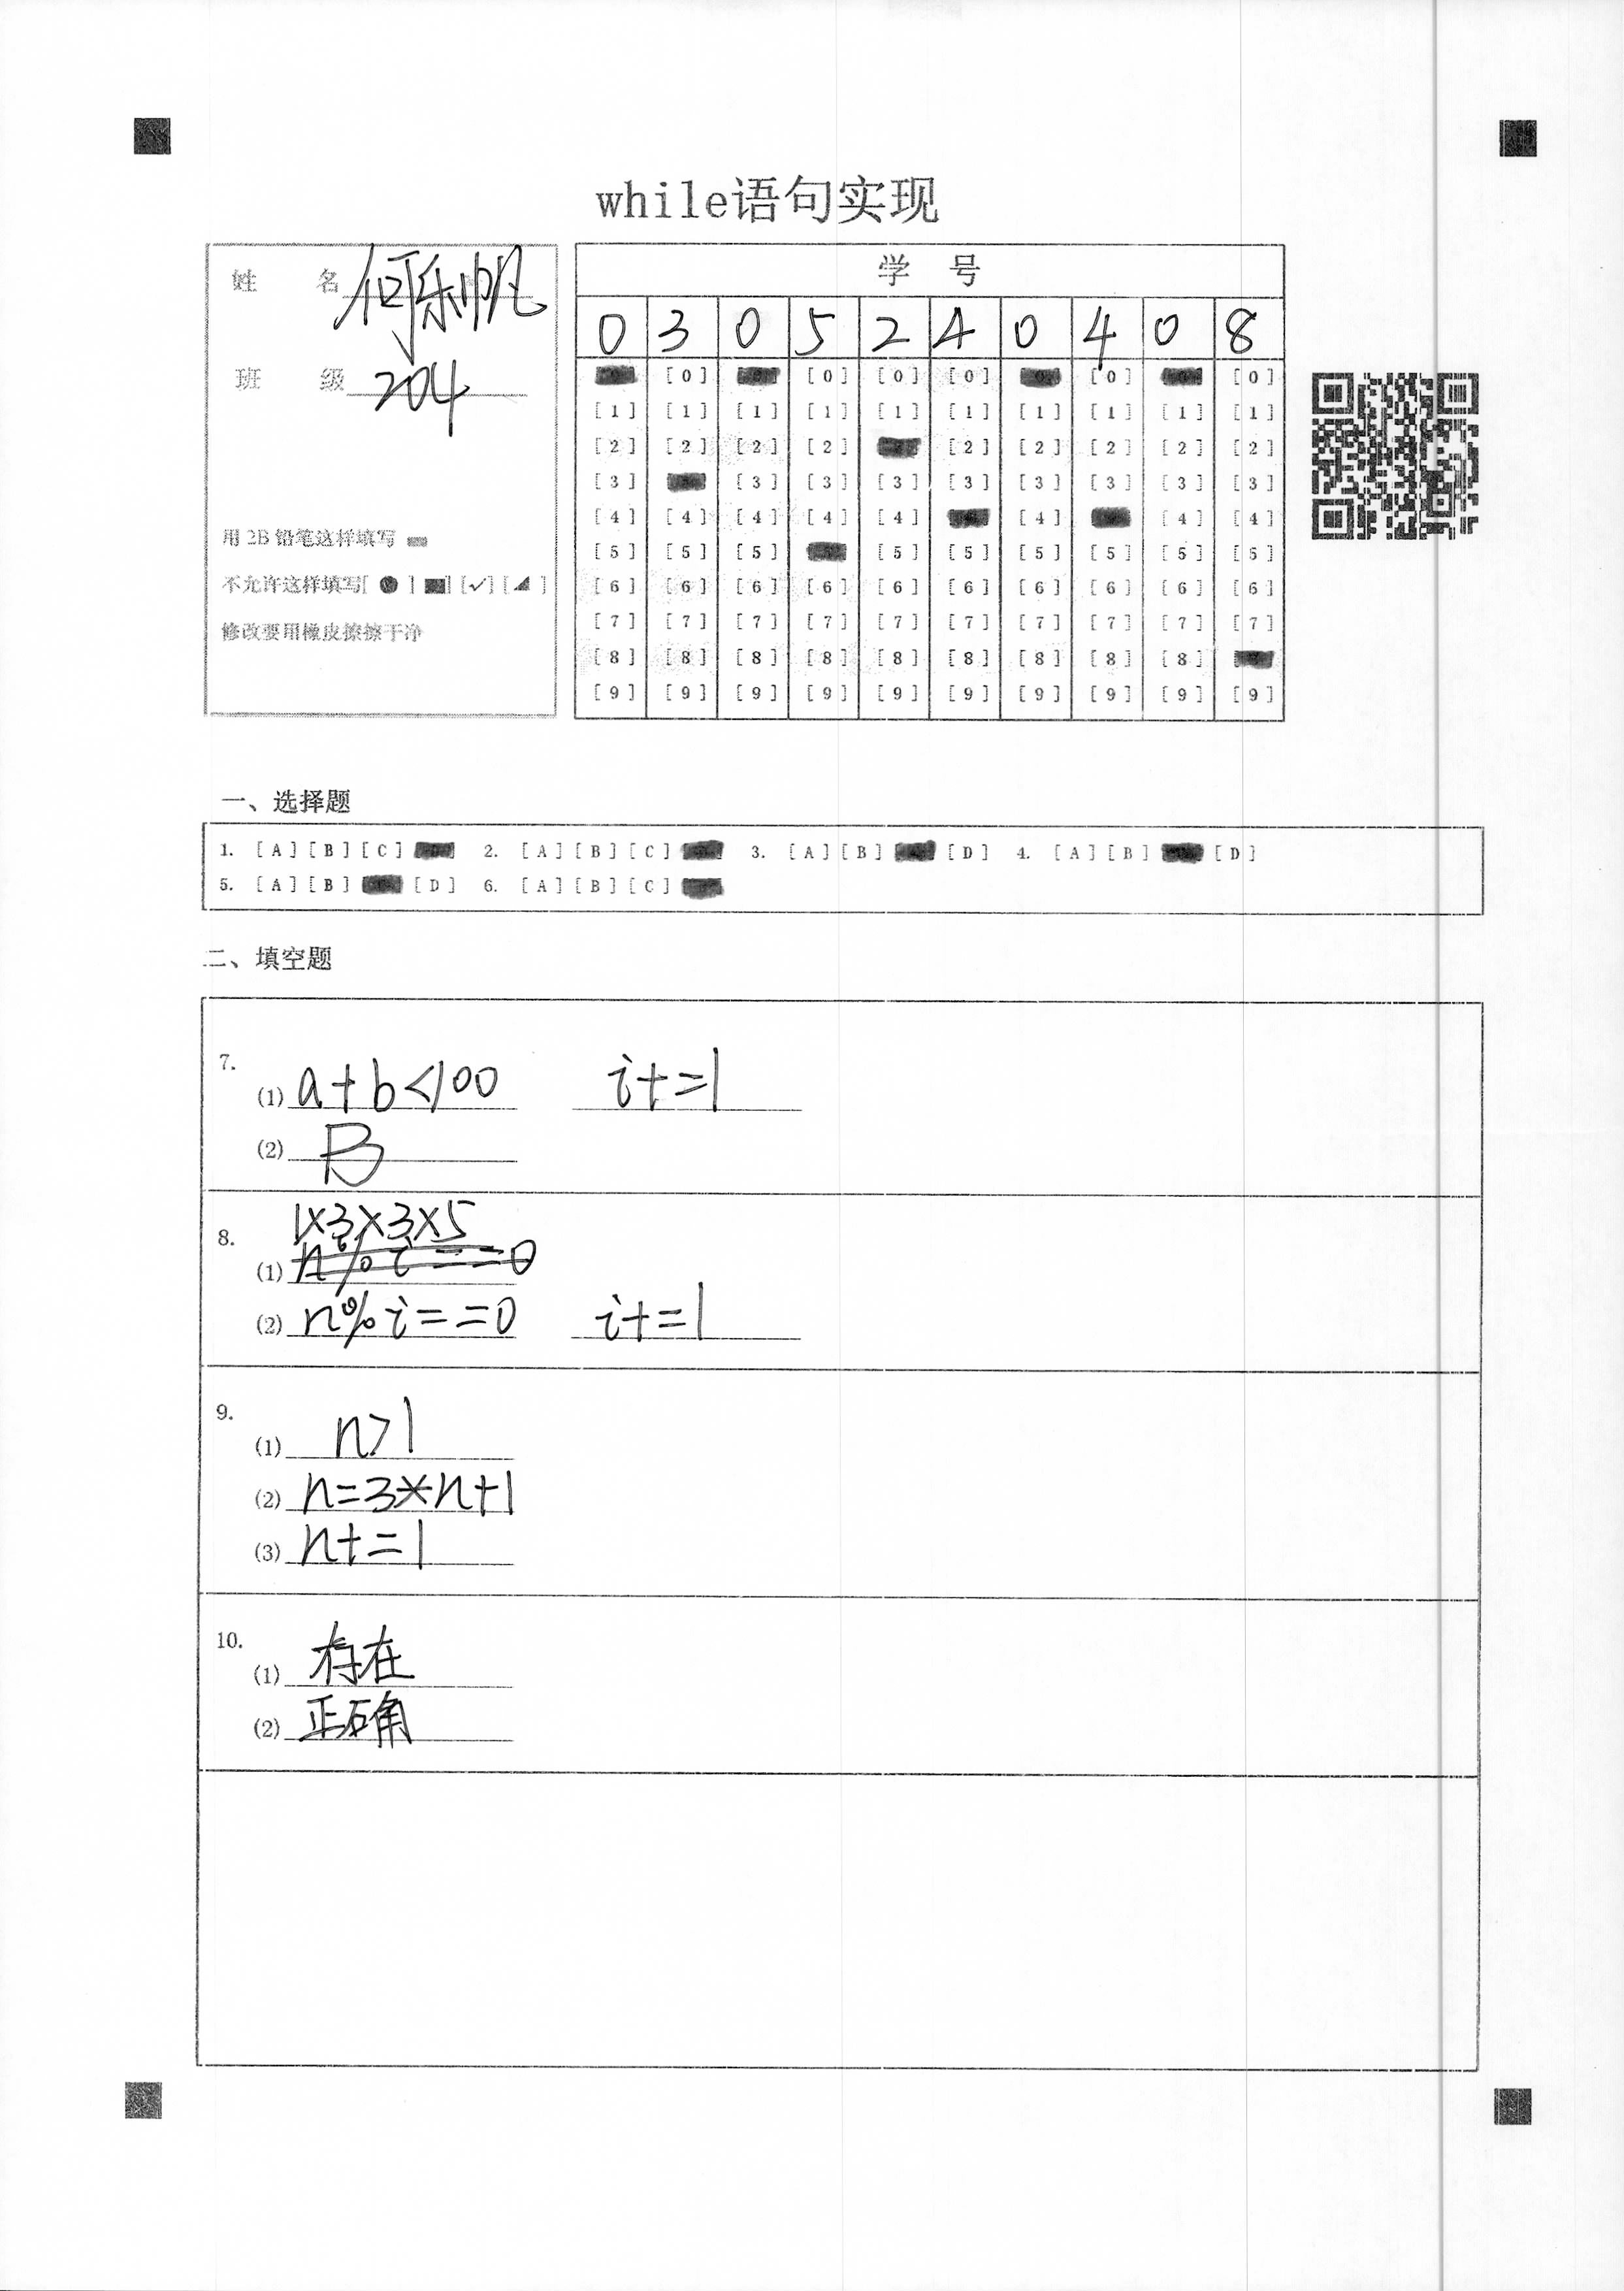 while语句实现
姓 名 何乐帆
班 级 204
用 2B 铅笔这样填写
不允许这样填写[ ● ] [■] [✓] [◢ ]
修改要用橡皮擦擦干净
学 号
0 3 0 5 2 4 0 4 0 8
[0] [0] [0] [0] [0] [0]
[1] [1] [1] [1] [1] [1] [1] [1] [1] [1]
[2] [2] [2] [2] [2] [2] [2] [2] [2]
[3] [3] [3] [3] [3] [3] [3] [3] [3]
[4] [4] [4] [4] [4] [4] [4] [4]
[5] [5] [5] [5] [5] [5] [5] [5] [5]
[6] [6] [6] [6] [6] [6] [6] [6] [6] [6]
[7] [7] [7] [7] [7] [7] [7] [7] [7] [7]
[8] [8] [8] [8] [8] [8] [8] [8] [8]
[9] [9] [9] [9] [9] [9] [9] [9] [9] [9]
一、选择题
1. [A] [B] [C] 2. [A] [B] [C] 3. [A] [B] [D] 4. [A] [B] [D]
5. [A] [B] [D] 6. [A] [B] [C]
二、填空题
7.
(1) a+b<100 i+=1
(2) B
8. 1×3×3×5
(1) n%i==0
(2) n%i==0 i+=1
9.
(1) n>1
(2) n=3*n+1
(3) n+=1
10.
(1) 存在
(2) 正确